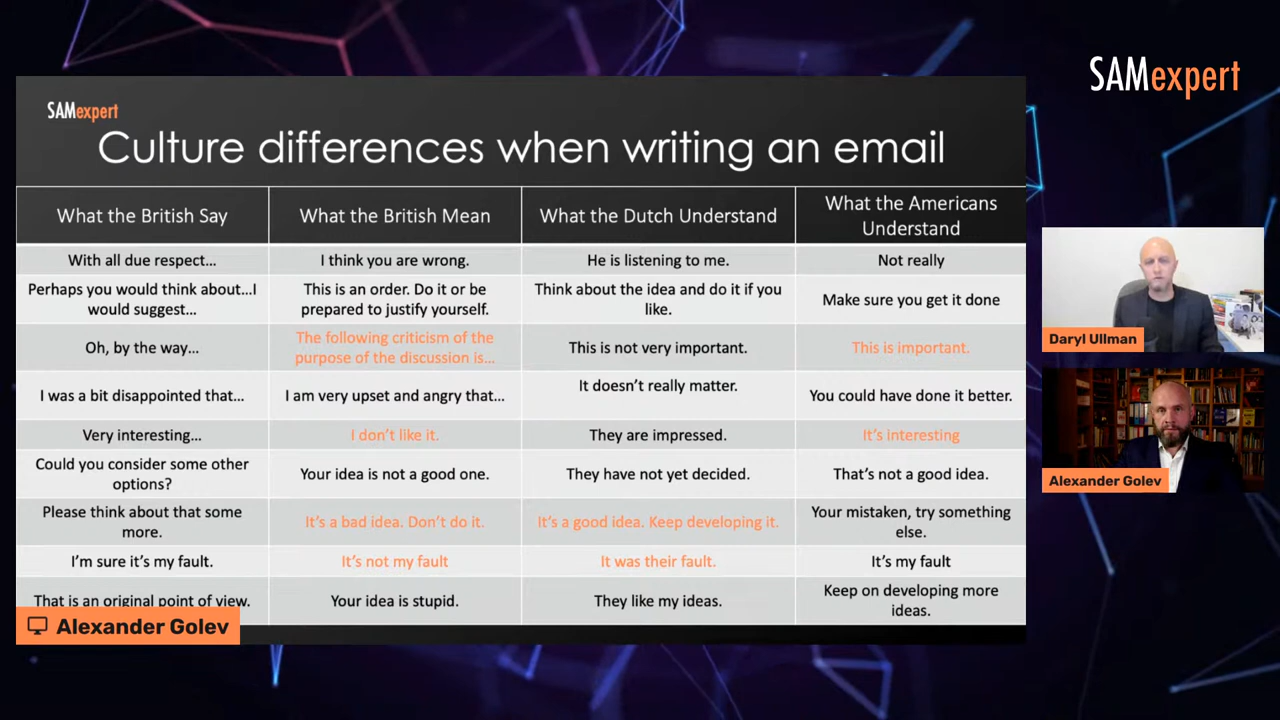 SAMexpert
SAMexpert
Culture differences when writing an email
What the British Say
What the British Mean
What the Dutch Understand
What the Americans
Understand
With all due respect…
I think you are wrong.
He is listening to me.
Not really
Perhaps you would think about…I
would suggest…
This is an order. Do it or be
prepared to justify yourself.
Think about the idea and do it if you
like.
Make sure you get it done
Oh, by the way…
The following criticism of the
purpose of the discussion is…
This is not very important.
This is important.
I was a bit disappointed that…
I am very upset and angry that…
It doesn’t really matter.
You could have done it better.
Very interesting…
I don’t like it.
They are impressed.
It’s interesting
Could you consider some other
options?
Your idea is not a good one.
They have not yet decided.
That’s not a good idea.
Please think about that some
more.
It’s a bad idea. Don’t do it.
It’s a good idea. Keep developing it.
Your mistaken, try something
else.
I’m sure it’s my fault.
It’s not my fault
It was their fault.
It’s my fault
That is an original point of view.
Your idea is stupid.
They like my ideas.
Keep on developing more
ideas.
Alexander Golev
Daryl Ullman
Alexander Golev